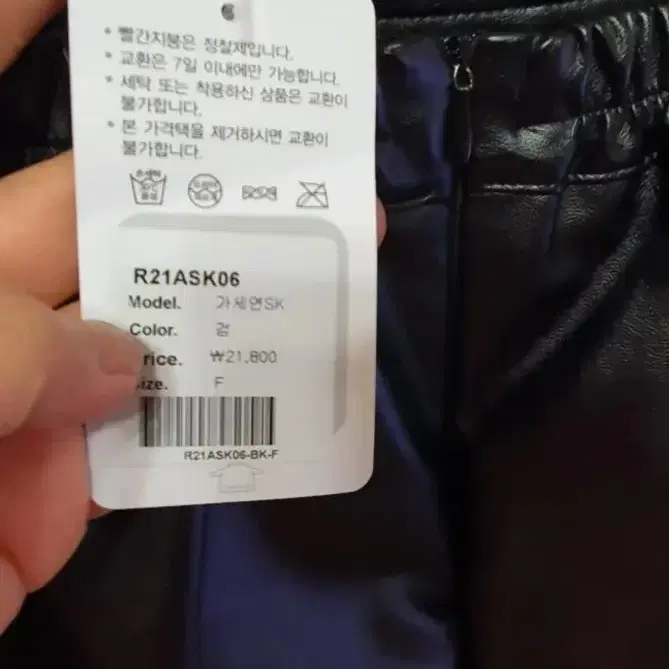 * 빨간지붕은 정찰제입니다.
* 교환은 7일 이내에만 가능합니다.
* 세탁 또는 착용하신 상품은 교환이
불가합니다.
* 본 가격택을 제거하시면 교환이
불가합니다.
R21ASK06
Model. 가세연SK
Color. 검
rice. ₩21,800
ize. F
R21ASK06-BK-F